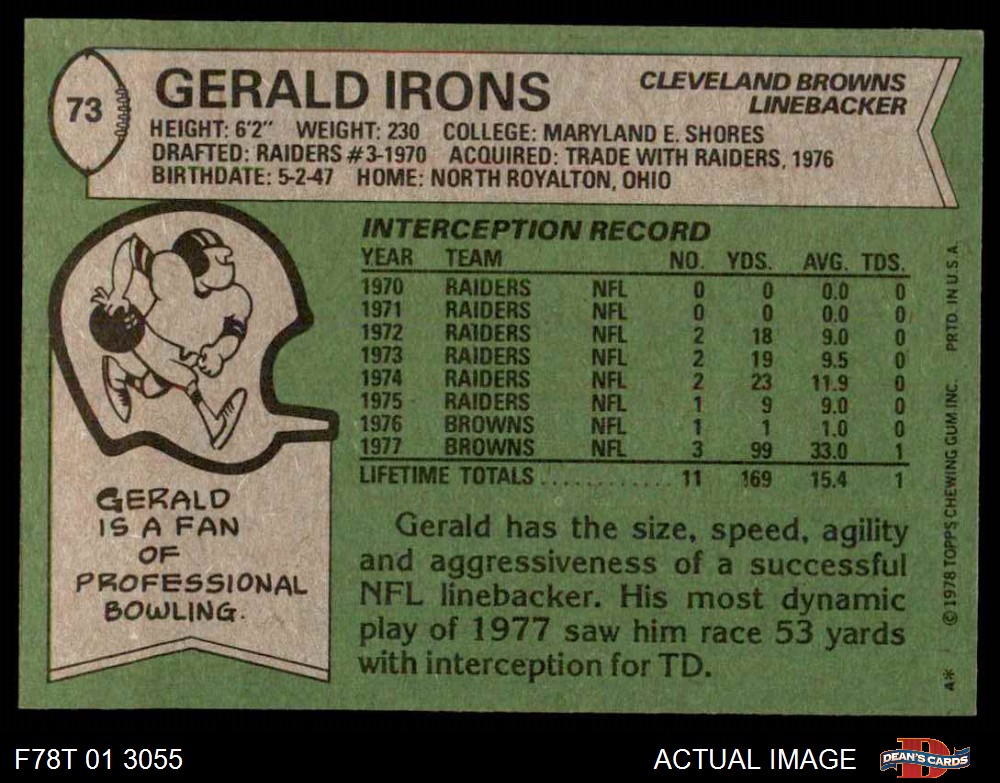 73
GERALD IRONS
CLEVELAND BROWNS
LINEBACKER
HEIGHT: 6'2" WEIGHT: 230 COLLEGE: MARYLAND E. SHORES
DRAFTED: RAIDERS #3-1970 ACQUIRED: TRADE WITH RAIDERS, 1976
BIRTHDATE: 5-2-47 HOME: NORTH ROYALTON, OHIO
INTERCEPTION RECORD
YEAR TEAM NO. YDS. AVG. TDS.
1970 RAIDERS NFL 0 0 0.0 0
1971 RAIDERS NFL 0 0 0.0 0
1972 RAIDERS NFL 2 18 9.0 0
1973 RAIDERS NFL 2 19 9.5 0
1974 RAIDERS NFL 2 23 11.9 0
1975 RAIDERS NFL 1 9 9.0 0
1976 BROWNS NFL 1 1 1.0 0
1977 BROWNS NFL 3 99 33.0 1
LIFETIME TOTALS ............ 11 169 15.4 1
GERALD
IS A FAN
OF
PROFESSIONAL
BOWLING.
Gerald has the size, speed, agility
and aggressiveness of a successful
NFL linebacker. His most dynamic
play of 1977 saw him race 53 yards
with interception for TD.
A* © 1978 TOPPS CHEWING GUM INC. PRTD. IN U.S.A.
F78T 01 3055
ACTUAL IMAGE
DEAN'S CARDS